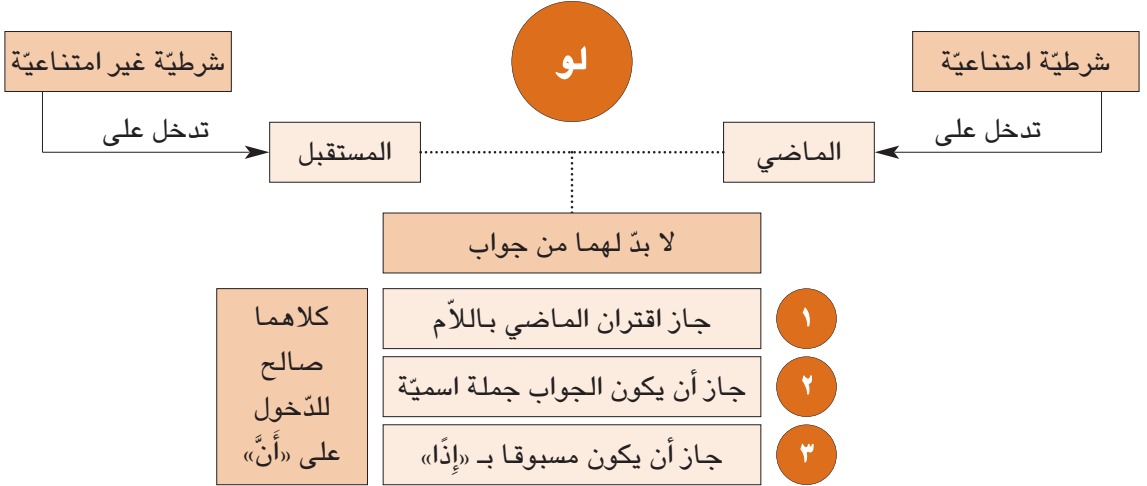 لو
شرطيّة امتناعيّة
تدخل على
الماضي
شرطيّة غير امتناعيّة
تدخل على
المستقبل
لا بدّ لهما من جواب
١
جاز اقتران الماضي باللاّم
٢
جاز أن يكون الجواب جملة اسميّة
٣
جاز أن يكون مسبوقا بـ «إِذًا»
كلاهما
صالح
للدّخول
على «أَنَّ»